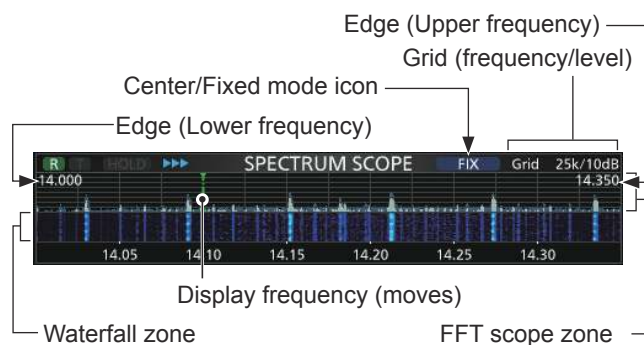 Edge (Upper frequency)
Grid (frequency/level)
Center/Fixed mode icon
Edge (Lower frequency)
R T HOLD SPECTRUM SCOPE FIX Grid 25k/10dB
14.000 14.350
14.05 14.10 14.15 14.20 14.25 14.30
Display frequency (moves)
Waterfall zone FFT scope zone